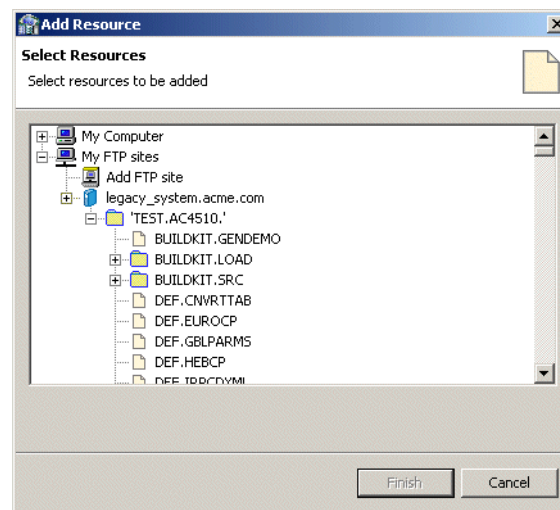 Add Resource
Select Resources
Select resources to be added
My Computer
My FTP sites
Add FTP site
legacy_system.acme.com
'TEST.AC4510.'
BUILDKIT.GENDEMO
BUILDKIT.LOAD
BUILDKIT.SRC
DEF.CNVRTTAB
DEF.EUROCP
DEF.GBLPARMS
DEF.HEBCP
Finish
Cancel